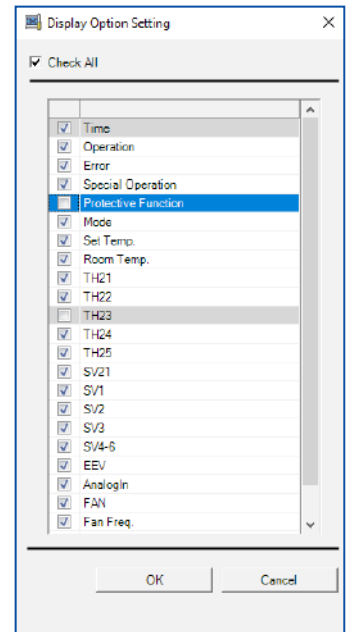 Display Option Setting
Check All
Time
Operation
Error
Special Operation
Protective Function
Mode
Set Temp.
Room Temp.
TH21
TH22
TH23
TH24
TH25
SV21
SV1
SV2
SV3
SV4-6
EEV
AnalogIn
FAN
Fan Freq.
OK Cancel